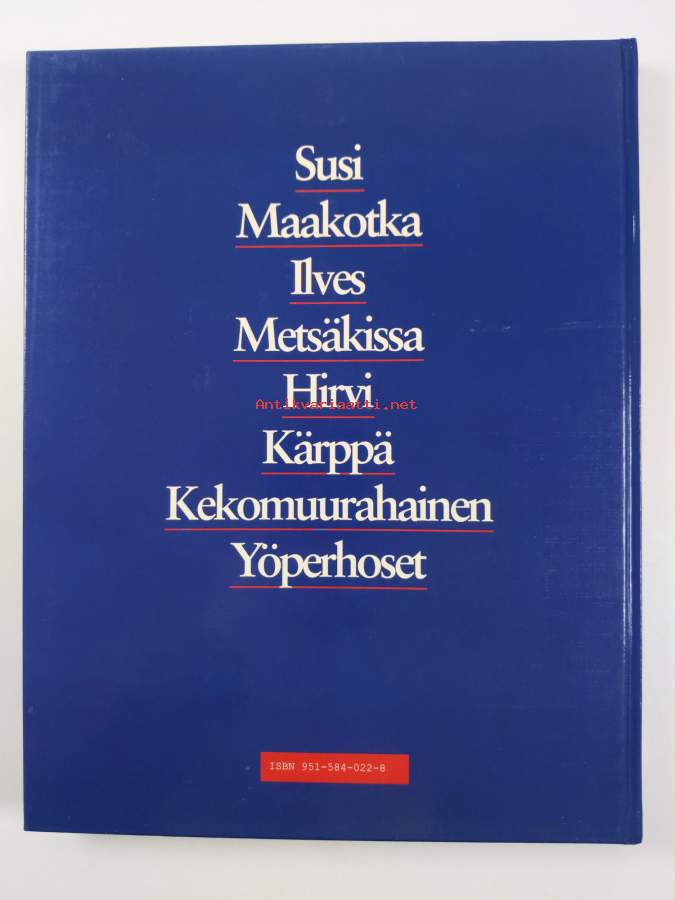 Susi
Maakotka
Ilves
Metsäkissa
Hirvi
Antikvariaatti.net
Kärppä
Kekomuurahainen
Yöperhoset
ISBN 951-584-022-8